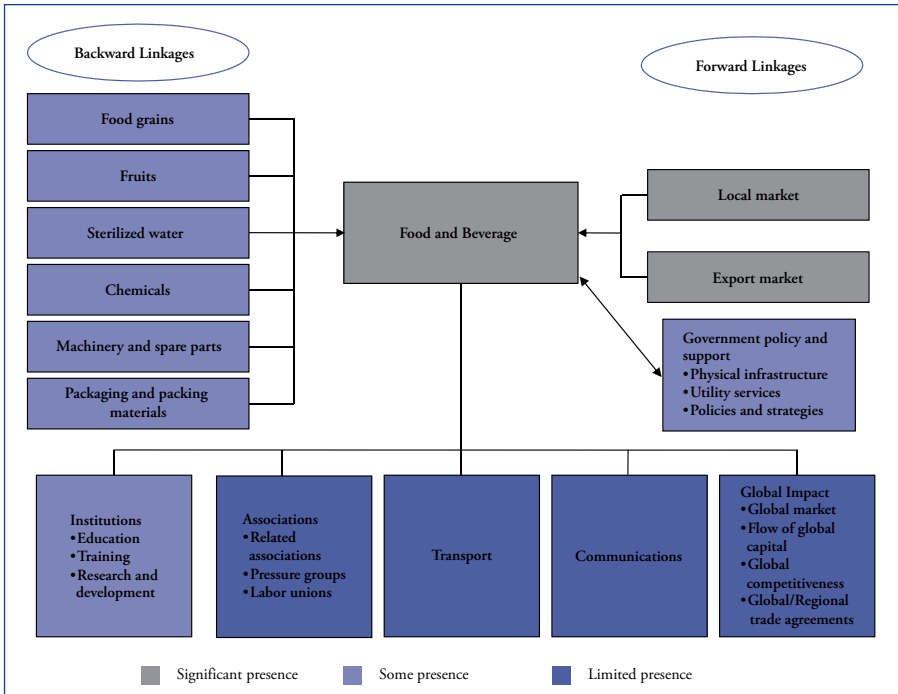 Backward Linkages
Forward Linkages
Food grains
Fruits
Sterilized water
Chemicals
Machinery and spare parts
Packaging and packing
materials
Food and Beverage
Local market
Export market
Government policy and
support
•Physical infrastructure
•Utility services
•Policies and strategies
Institutions
•Education
•Training
•Research and
development
Associations
•Related
associations
•Pressure groups
•Labor unions
Transport
Communications
Global Impact
•Global market
•Flow of global
capital
•Global
competitiveness
•Global/Regional
trade agreements
Significant presence
Some presence
Limited presence